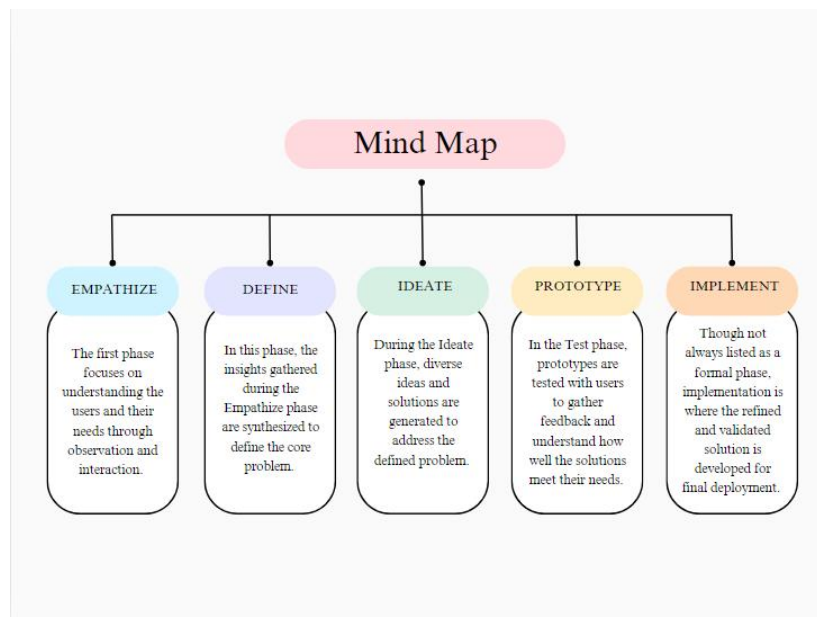 Mind Map
EMPATHIZE
The first phase
focuses on
understanding the
users and their
needs through
observation and
interaction.
DEFINE
In this phase, the
insights gathered
during the
Empathize phase
are synthesized to
define the core
problem.
IDEATE
During the Ideate
phase, diverse
ideas and
solutions are
generated to
address the
defined problem.
PROTOTYPE
In the Test phase,
prototypes are
tested with users
to gather
feedback and
understand how
well the solutions
meet their needs.
IMPLEMENT
Though not
always listed as a
formal phase,
implementation is
where the refined
and validated
solution is
developed for
final deployment.